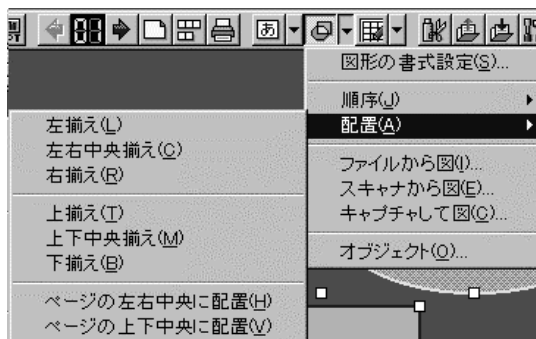 あ
図形の書式設定(S)...
順序(J)
配置(A)
ファイルから図(I)...
スキャナから図(E)...
キャプチャして図(C)...
オブジェクト(O)...
左揃え(L)
左右中央揃え(C)
右揃え(R)
上揃え(T)
上下中央揃え(M)
下揃え(B)
ページの左右中央に配置(H)
ページの上下中央に配置(V)